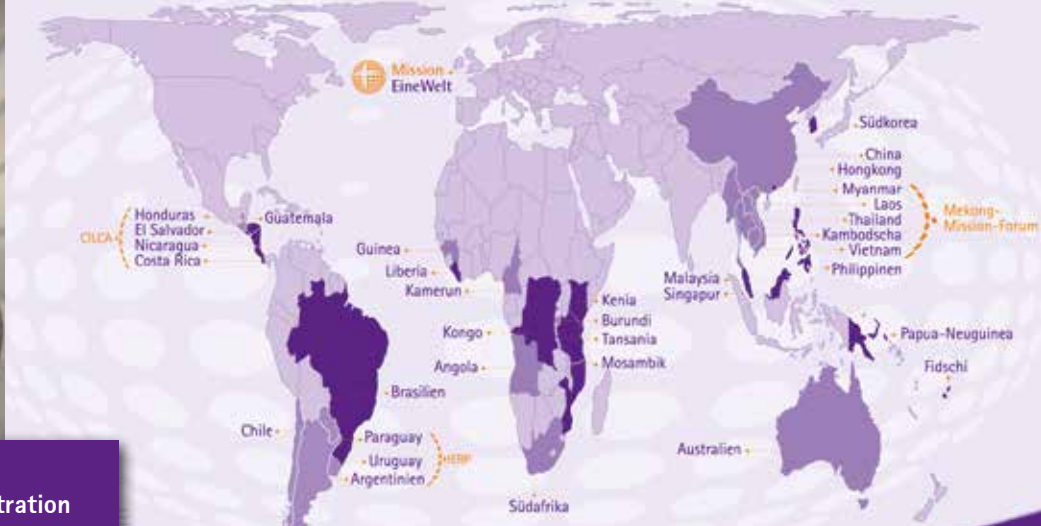 Mission
EineWelt
Honduras
El Salvador
Nicaragua
Costa Rica
CILCA
Guatemala
Guinea
Liberia
Kamerun
Kongo
Angola
Kenia
Burundi
Tansania
Mosambik
Südafrika
Brasilien
Chile
Paraguay
Uruguay
Argentinien
IERP
Südkorea
China
Hongkong
Myanmar
Laos
Thailand
Kambodscha
Vietnam
Philippinen
Mekong-
Mission-Forum
Malaysia
Singapur
Papua-Neuguinea
Fidschi
Australien
tration